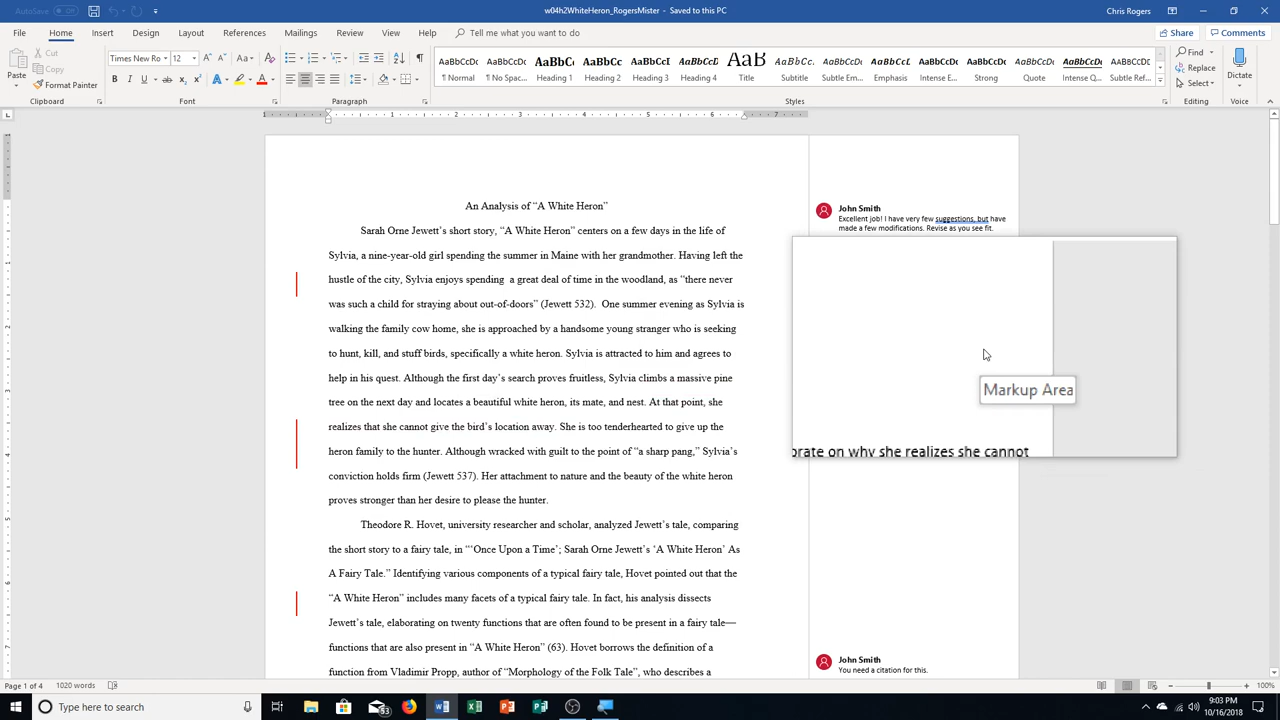 w04h2WhiteHeron_RogersMister - Saved to this PC
Chris Rogers
File Home Insert Design Layout References Mailings Review View Help Tell me what you want to do
Share Comments
Paste
Cut
Copy
Format Painter
Times New Ro 12
AaBbCcDc AaBbCcDc AaBbCc AaBbCc AaBbCcI AaBbCcD AaB AaBbCc. AaBbCcDc AaBbCcDc AaBbCcDc AaBbCcDc AaBbCcDc AaBbCcDc AaBbCcDc
¶ Normal ¶ No Spac... Heading 1 Heading 2 Heading 3 Heading 4 Title Subtitle Subtle Em... Emphasis Intense E... Strong Quote Intense Q... Subtle Ref...
Find
Replace
Select
Dictate
Clipboard Font Paragraph Styles Editing Voice
An Analysis of “A White Heron”
Sarah Orne Jewett’s short story, “A White Heron” centers on a few days in the life of
Sylvia, a nine-year-old girl spending the summer in Maine with her grandmother. Having left the
hustle of the city, Sylvia enjoys spending  a great deal of time in the woodland, as “there never
was such a child for straying about out-of-doors” (Jewett 532).  One summer evening as Sylvia is
walking the family cow home, she is approached by a handsome young stranger who is seeking
to hunt, kill, and stuff birds, specifically a white heron. Sylvia is attracted to him and agrees to
help in his quest. Although the first day’s search proves fruitless, Sylvia climbs a massive pine
tree on the next day and locates a beautiful white heron, its mate, and nest. At that point, she
realizes that she cannot give the bird’s location away. She is too tenderhearted to give up the
heron family to the hunter. Although wracked with guilt to the point of “a sharp pang,” Sylvia’s
conviction holds firm (Jewett 537). Her attachment to nature and the beauty of the white heron
proves stronger than her desire to please the hunter.
Theodore R. Hovet, university researcher and scholar, analyzed Jewett’s tale, comparing
the short story to a fairy tale, in “‘Once Upon a Time’; Sarah Orne Jewett’s ‘A White Heron’ As
A Fairy Tale.” Identifying various components of a typical fairy tale, Hovet pointed out that the
“A White Heron” includes many facets of a typical fairy tale. In fact, his analysis dissects
Jewett’s tale, elaborating on twenty functions that are often found to be present in a fairy tale—
functions that are also present in “A White Heron” (63). Hovet borrows the definition of a
function from Vladimir Propp, author of “Morphology of the Folk Tale”, who describes a
John Smith
Excellent job! I have very few suggestions, but have
made a few modifications. Revise as you see fit.
Markup Area
orate on why she realizes she cannot
John Smith
You need a citation for this.
Page 1 of 4 1020 words
100%
Type here to search
53
9:03 PM
10/16/2018